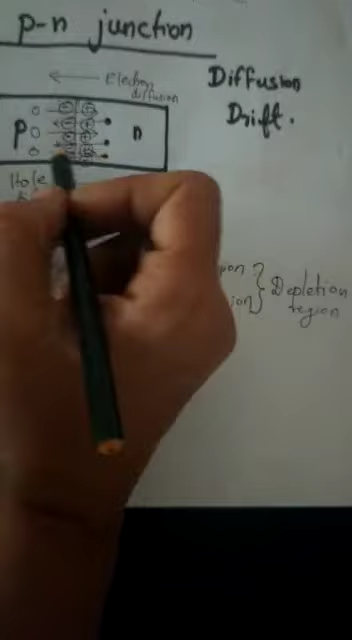 p-n junction
← Electron
diffusion
Diffusion
Drift.
p
n
Hole
Depletion
region